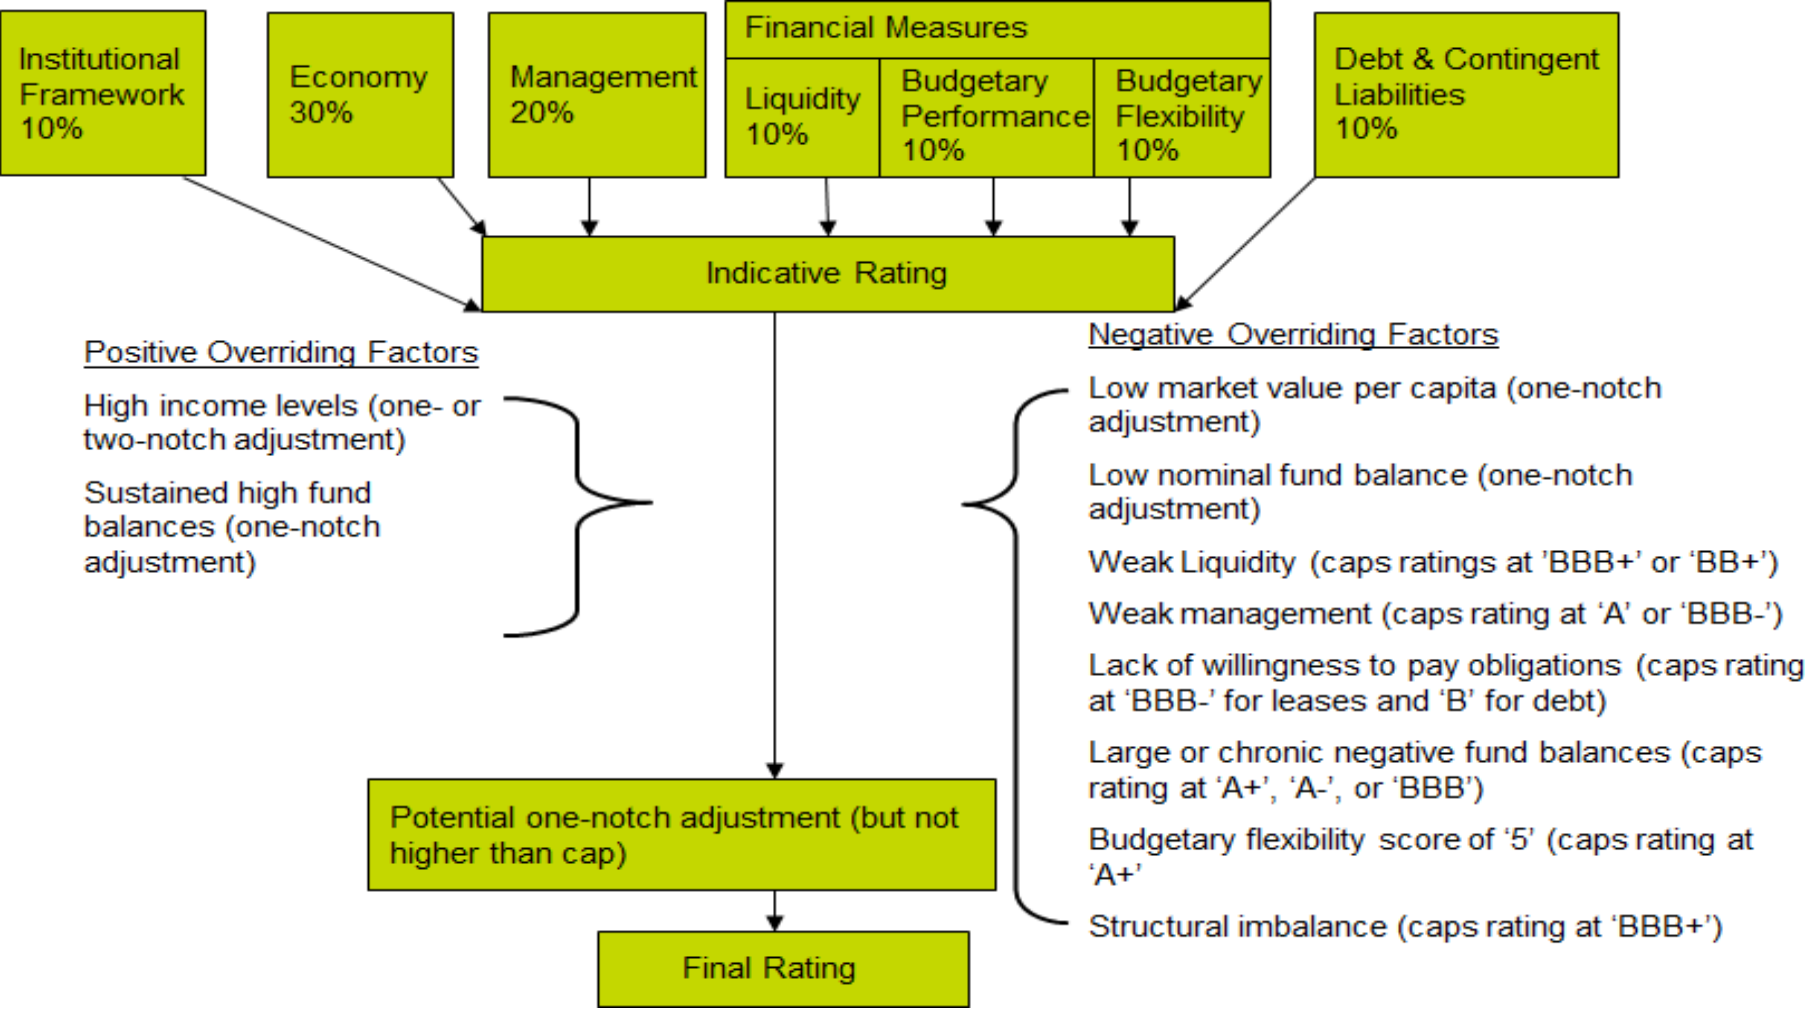 Institutional
Framework
10%
Economy
30%
Management
20%
Financial Measures
Liquidity
10%
Budgetary
Performance
10%
Budgetary
Flexibility
10%
Debt & Contingent
Liabilities
10%
Indicative Rating
Positive Overriding Factors
High income levels (one- or
two-notch adjustment)
Sustained high fund
balances (one-notch
adjustment)
Negative Overriding Factors
Low market value per capita (one-notch
adjustment)
Low nominal fund balance (one-notch
adjustment)
Weak Liquidity (caps ratings at ’BBB+’ or ‘BB+’)
Weak management (caps rating at ‘A’ or ‘BBB-’)
Lack of willingness to pay obligations (caps rating
at ‘BBB-’ for leases and ‘B’ for debt)
Large or chronic negative fund balances (caps
rating at ‘A+’, ‘A-’, or ‘BBB’)
Budgetary flexibility score of ‘5’ (caps rating at
‘A+’
Structural imbalance (caps rating at ‘BBB+’)
Potential one-notch adjustment (but not
higher than cap)
Final Rating